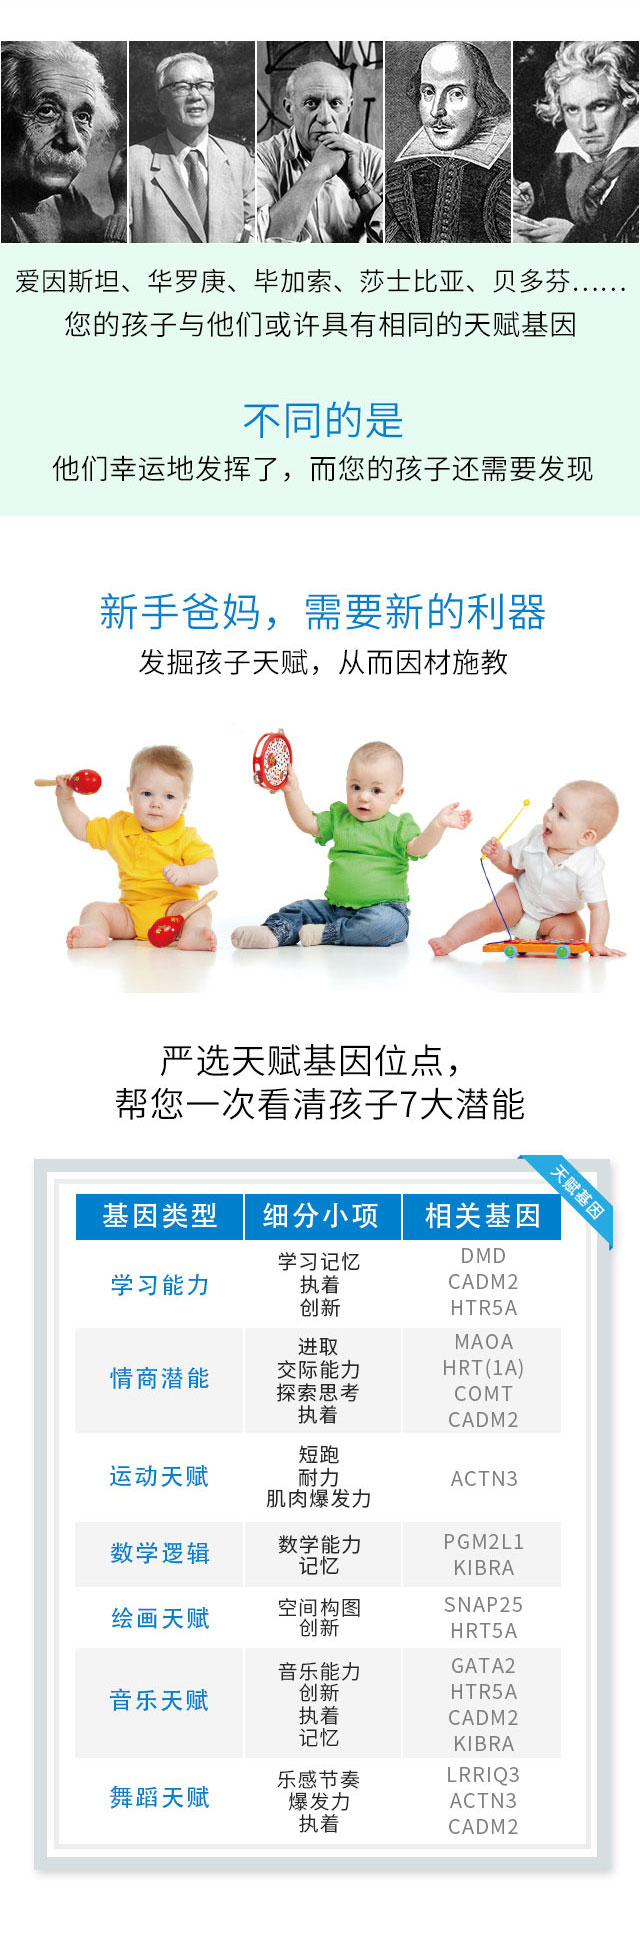 爱因斯坦、华罗庚、毕加索、莎士比亚、贝多芬……
您的孩子与他们或许具有相同的天赋基因
不同的是
他们幸运地发挥了，而您的孩子还需要发现
新手爸妈，需要新的利器
发掘孩子天赋，从而因材施教
严选天赋基因位点，
帮您一次看清孩子7大潜能
天赋基因
基因类型 细分小项 相关基因
学习能力
学习记忆
执着
创新
DMD
CADM2
HTR5A
情商潜能
进取
交际能力
探索思考
执着
MAOA
HRT(1A)
COMT
CADM2
运动天赋
短跑
耐力
肌肉爆发力
ACTN3
数学逻辑
数学能力
记忆
PGM2L1
KIBRA
绘画天赋
空间构图
创新
SNAP25
HRT5A
音乐天赋
音乐能力
创新
执着
记忆
GATA2
HTR5A
CADM2
KIBRA
舞蹈天赋
乐感节奏
爆发力
执着
LRRIQ3
ACTN3
CADM2